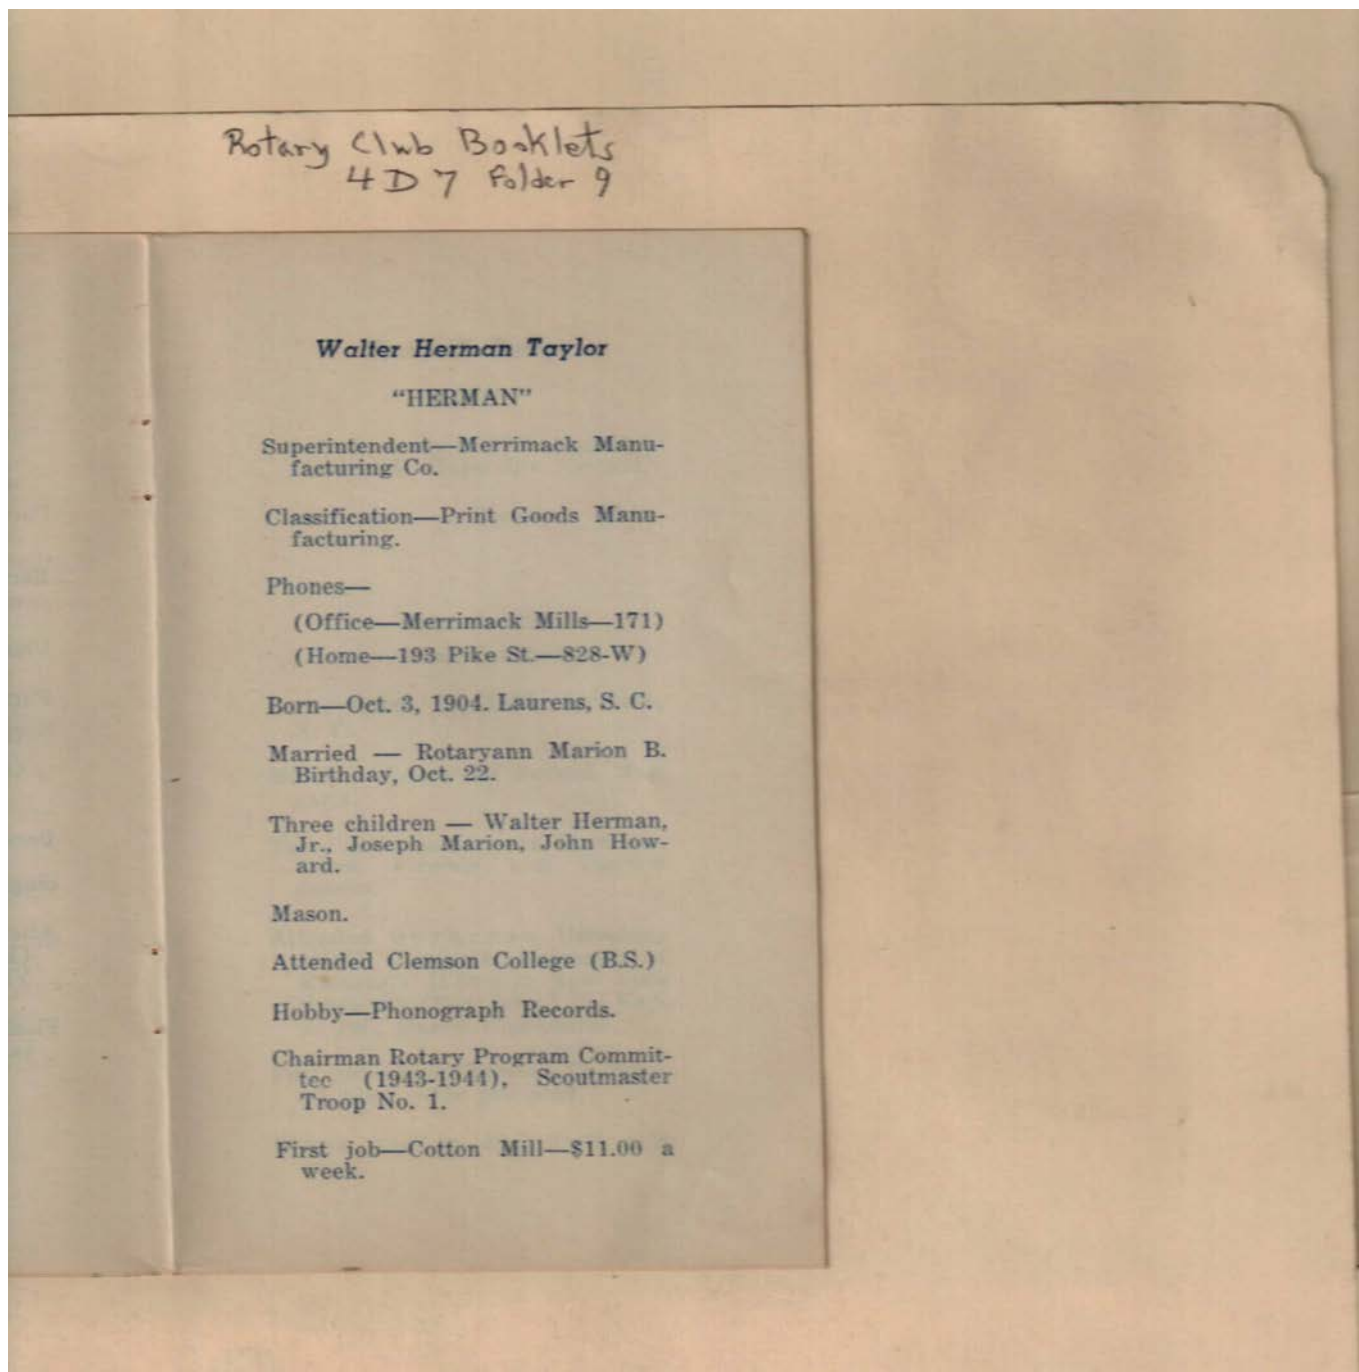 Rotary Club Booklets
4D7 Folder 9
Walter Herman Taylor
"HERMAN"
Superintendent—Merrimack Manu-
facturing Co.
Classification—Print Goods Manu-
facturing.
Phones—
(Office—Merrimack Mills—171)
(Home—193 Pike St.—828-W)
Born—Oct. 3, 1904. Laurens, S. C.
Married — Rotaryann Marion B.
Birthday, Oct. 22.
Three children — Walter Herman,
Jr., Joseph Marion, John How-
ard.
Mason.
Attended Clemson College (B.S.)
Hobby—Phonograph Records.
Chairman Rotary Program Commit-
tee (1943-1944), Scoutmaster
Troop No. 1.
First job—Cotton Mill—$11.00 a
week.